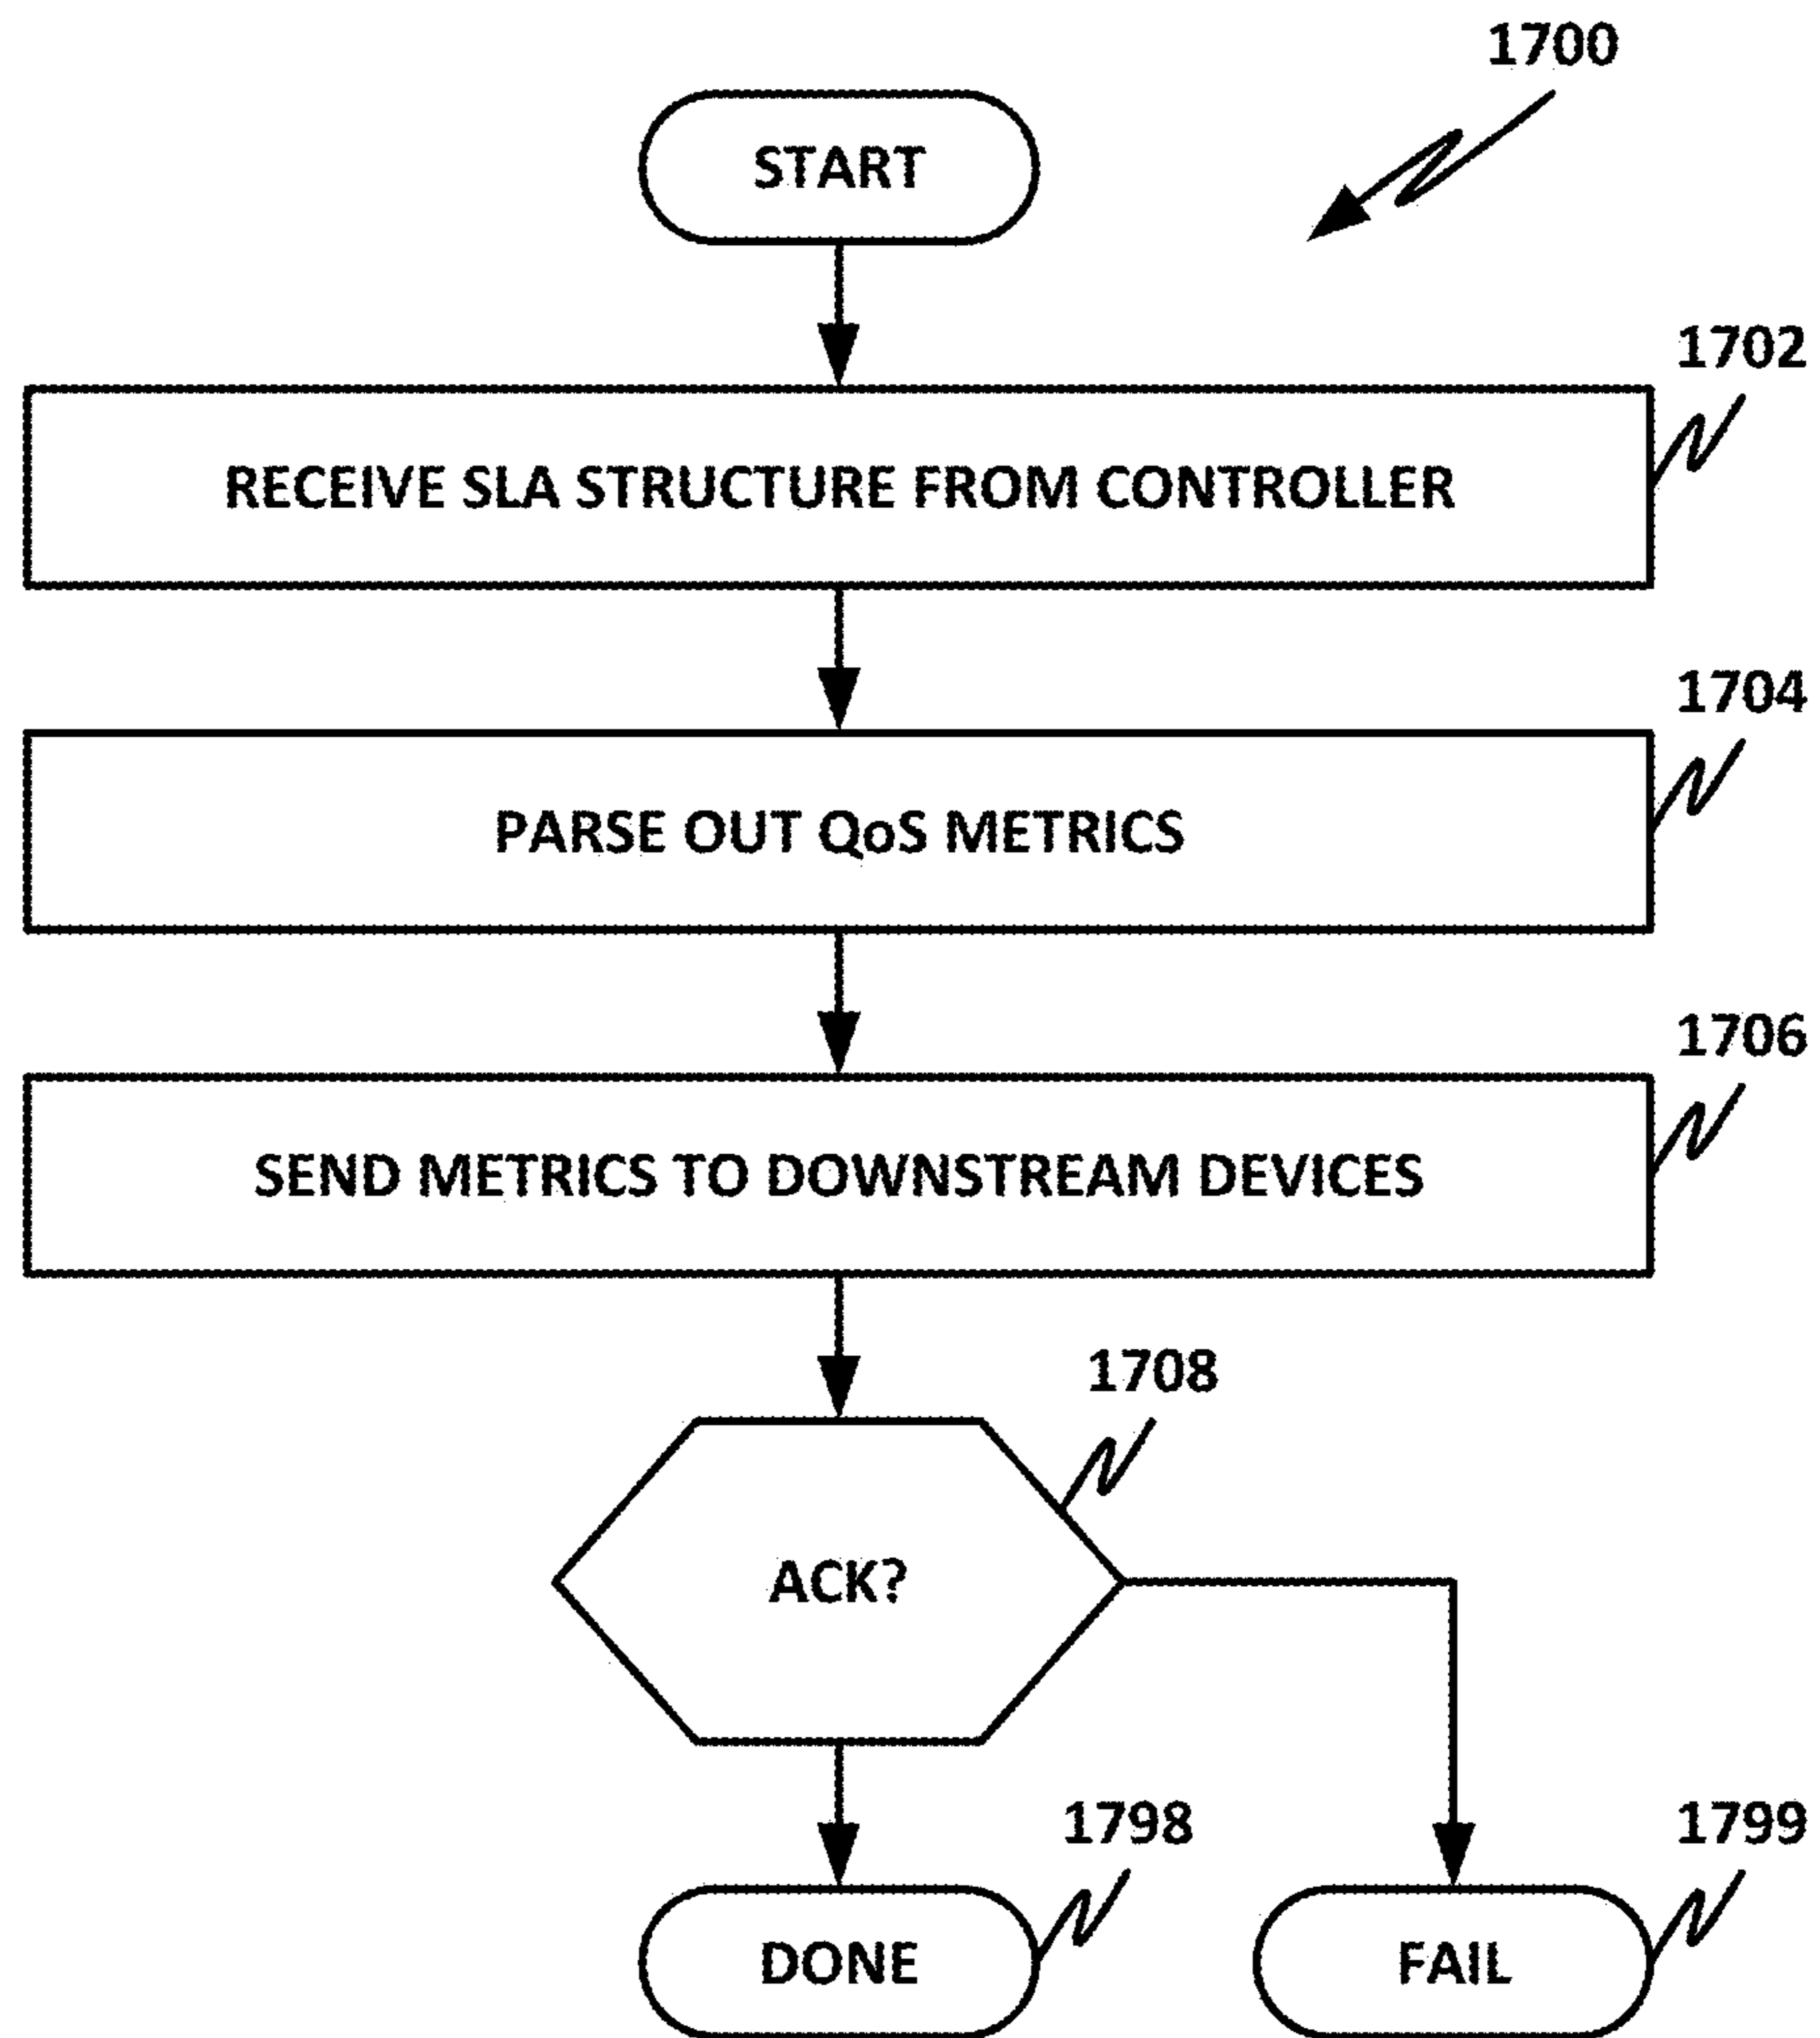 1700
START
1702
RECEIVE SLA STRUCTURE FROM CONTROLLER
1704
PARSE OUT QoS METRICS
1706
SEND METRICS TO DOWNSTREAM DEVICES
1708
ACK?
1798
1799
DONE
FAIL